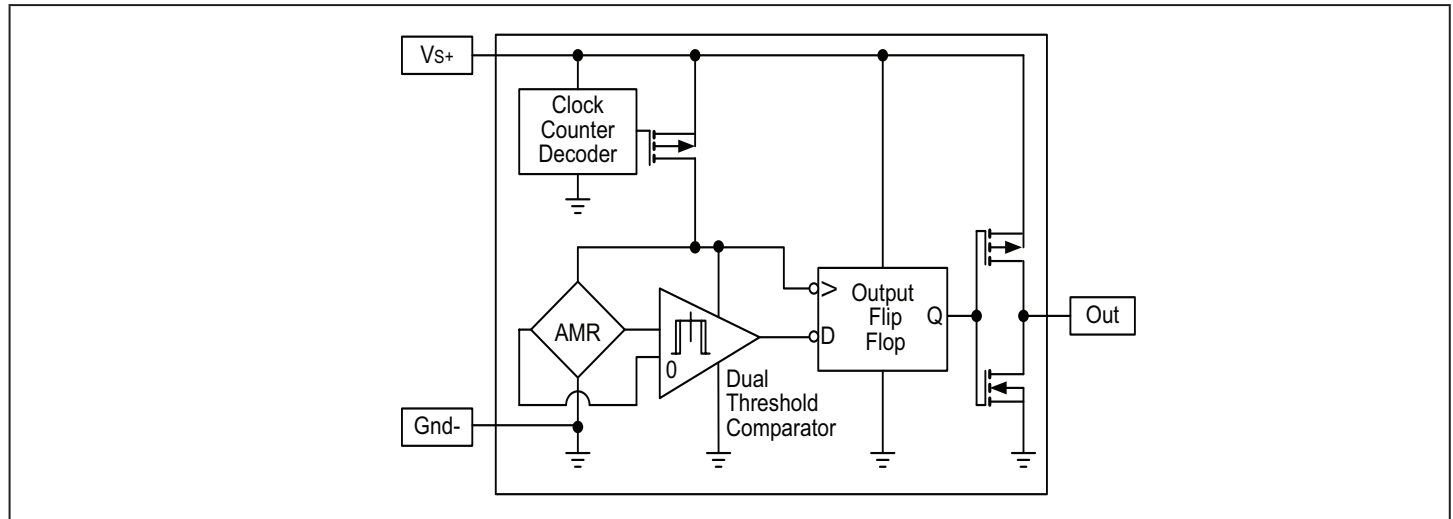 Vs+
Clock
Counter
Decoder
AMR
0
Dual
Threshold
Comparator
>
D
Output
Flip
Flop
Q
Out
Gnd-